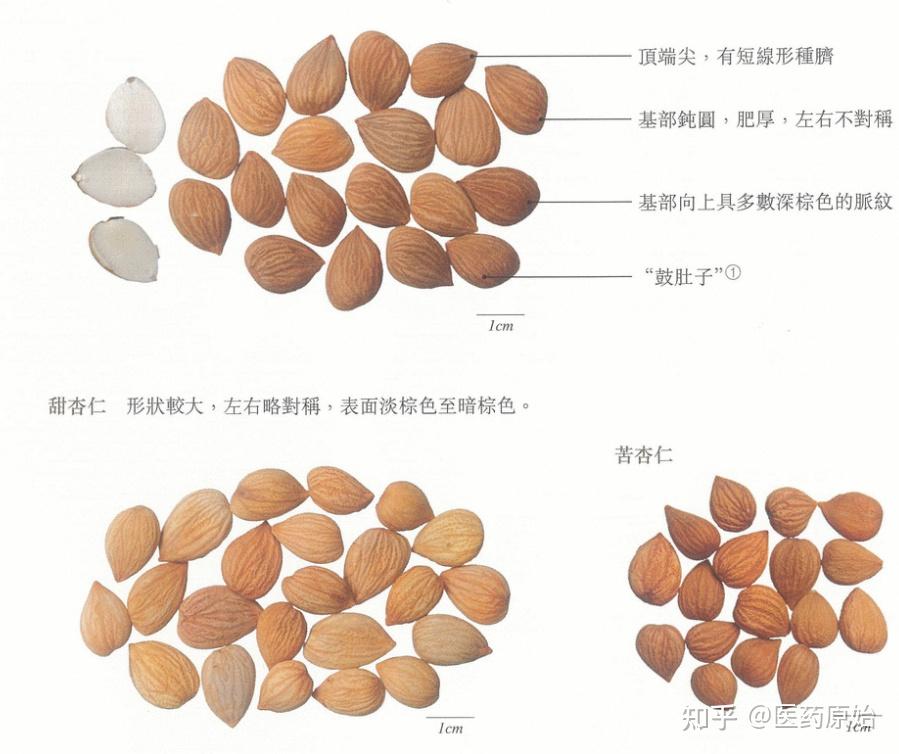 頂端尖，有短線形種臍
基部鈍圓，肥厚，左右不對稱
基部向上具多數深棕色的脈紋
“鼓肚子”①
1cm
甜杏仁　形狀較大，左右略對稱，表面淡棕色至暗棕色。
苦杏仁
1cm
1cm
知乎 @医药原始